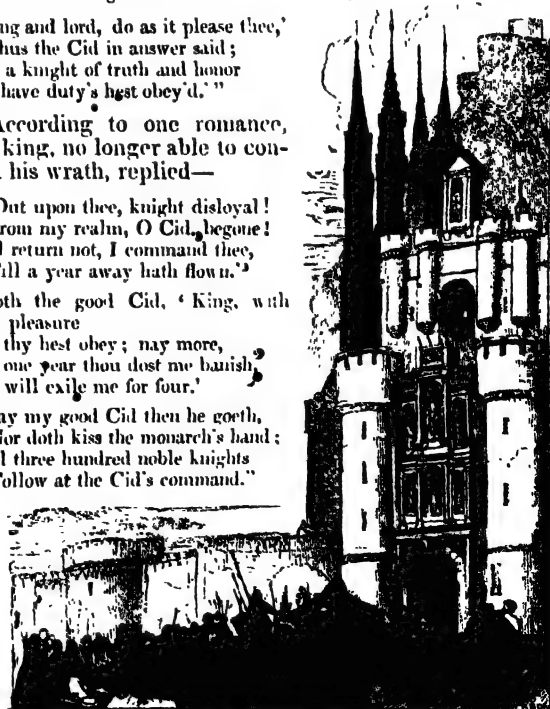 ng and lord, do as it please thee,'
hus the Cid in answer said ;
a knight of truth and honor
have duty's hest obey'd.' "
According to one romance,
king, no longer able to con-
his wrath, replied—
Out upon thee, knight disloyal !
rom my realm, O Cid, begone !
d return not, I command thee,
ill a year away hath flown.'
oth the good Cid, ' King, with
pleasure
thy hest obey ; nay more,
one year thou dost me banish,
will exile me for four.'
ay my good Cid then he goeth,
Nor doth kiss the monarch's hand ;
d three hundred noble knights
Follow at the Cid's command."